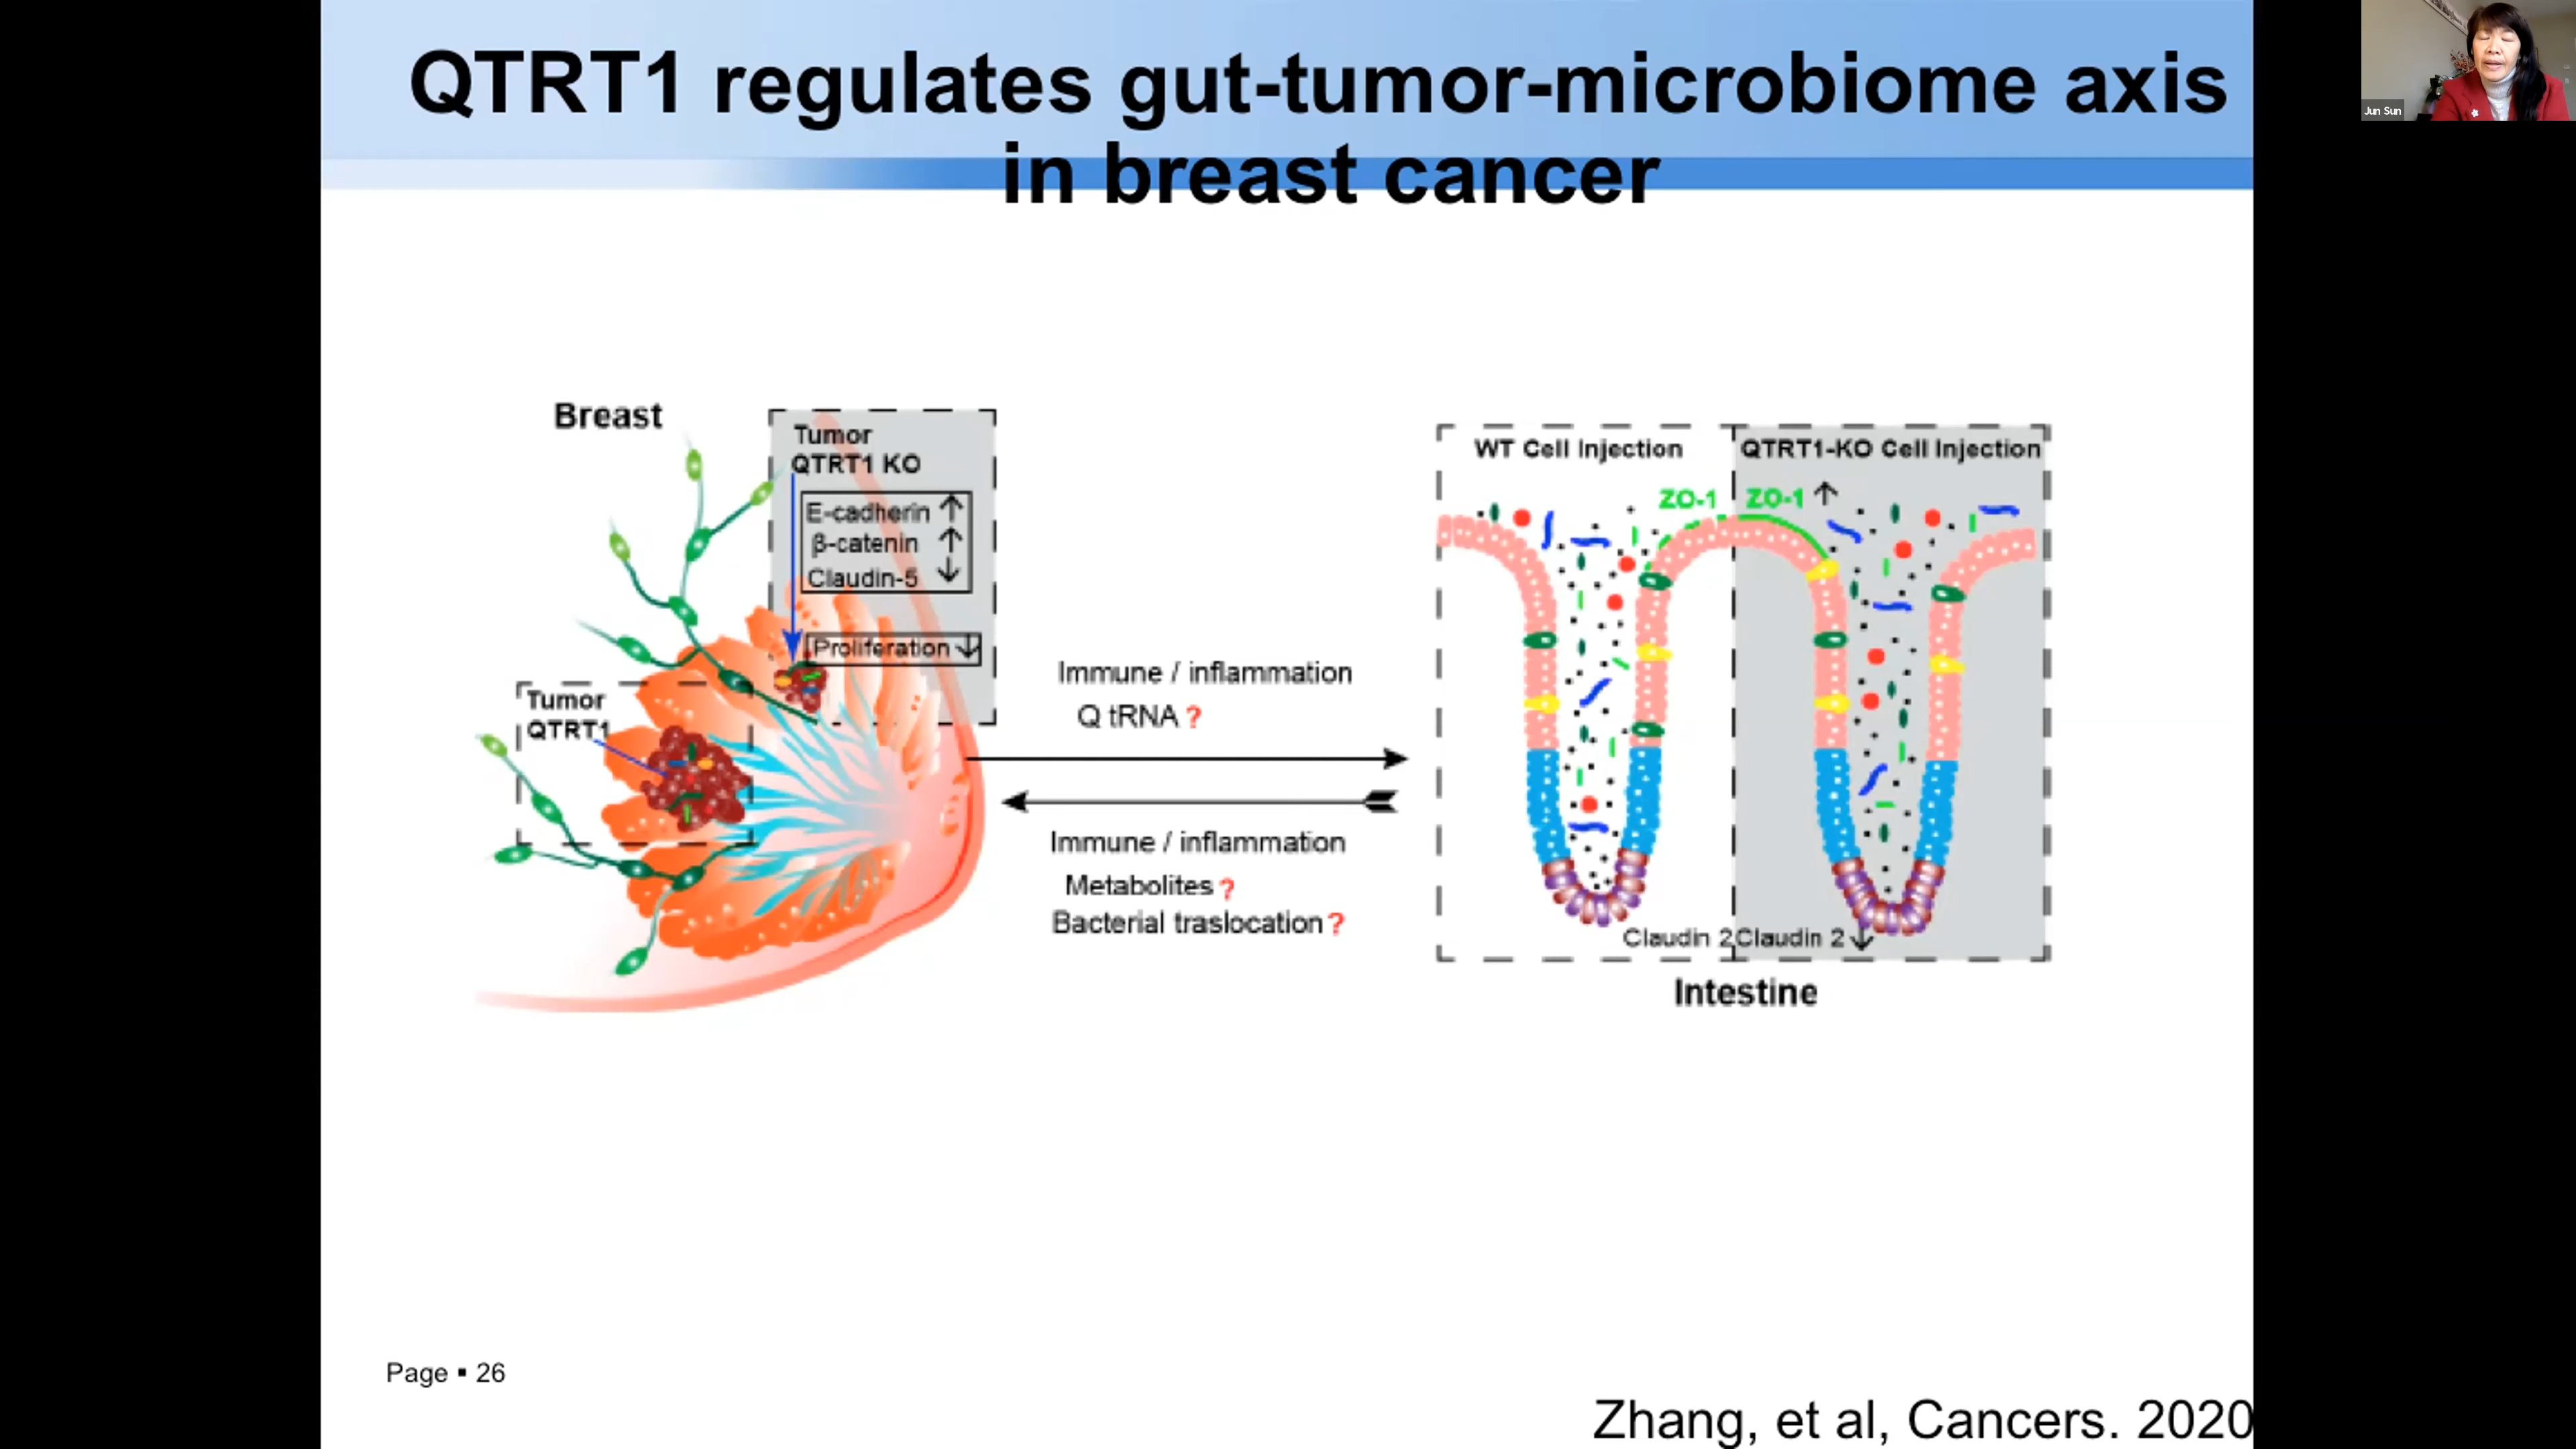 QTRT1 regulates gut-tumor-microbiome axis
in breast cancer
Jun Sun
Breast
Tumor
QTRT1 KO
E-cadherin ↑
β-catenin ↑
Claudin-5 ↓
Proliferation ↓
Tumor
QTRT1
Immune / inflammation
Q tRNA ?
Immune / inflammation
Metabolites ?
Bacterial traslocation ?
WT Cell Injection
QTRT1-KO Cell Injection
ZO-1
ZO-1 ↑
Claudin 2
Claudin 2 ↓
Intestine
Page ▪ 26
Zhang, et al, Cancers. 2020